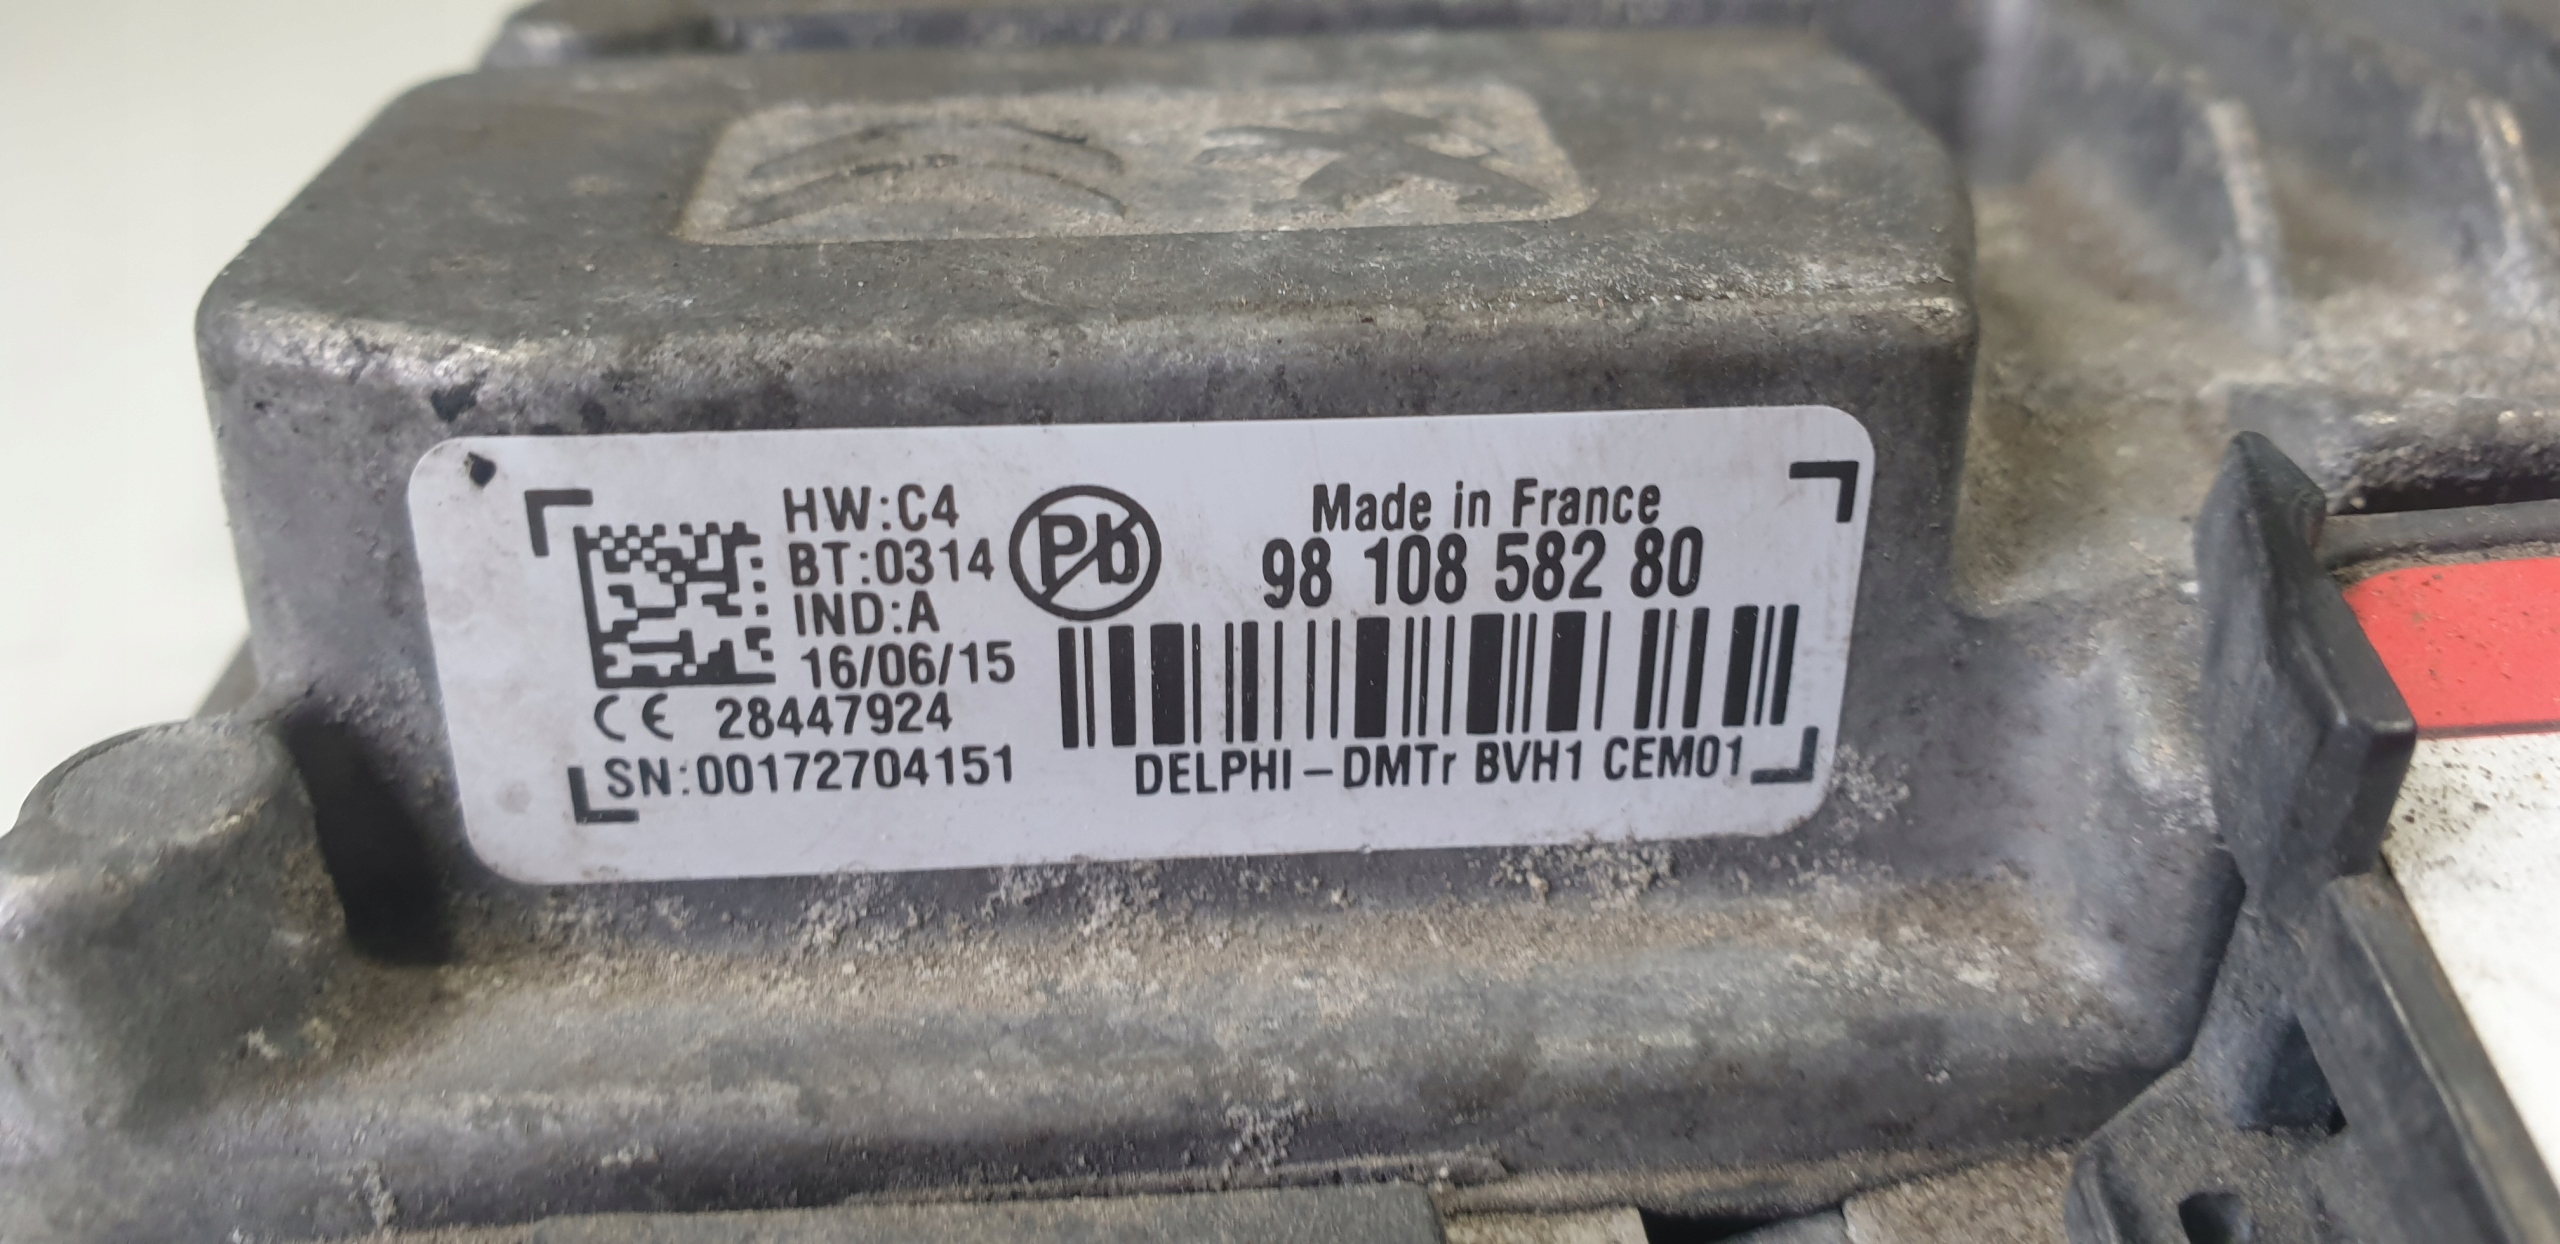 HW:C4
BT:0314
IND:A
16/06/15
CE 28447924
SN:00172704151
Pb
Made in France
98 108 582 80
DELPHI-DMTr BVH1 CEM01